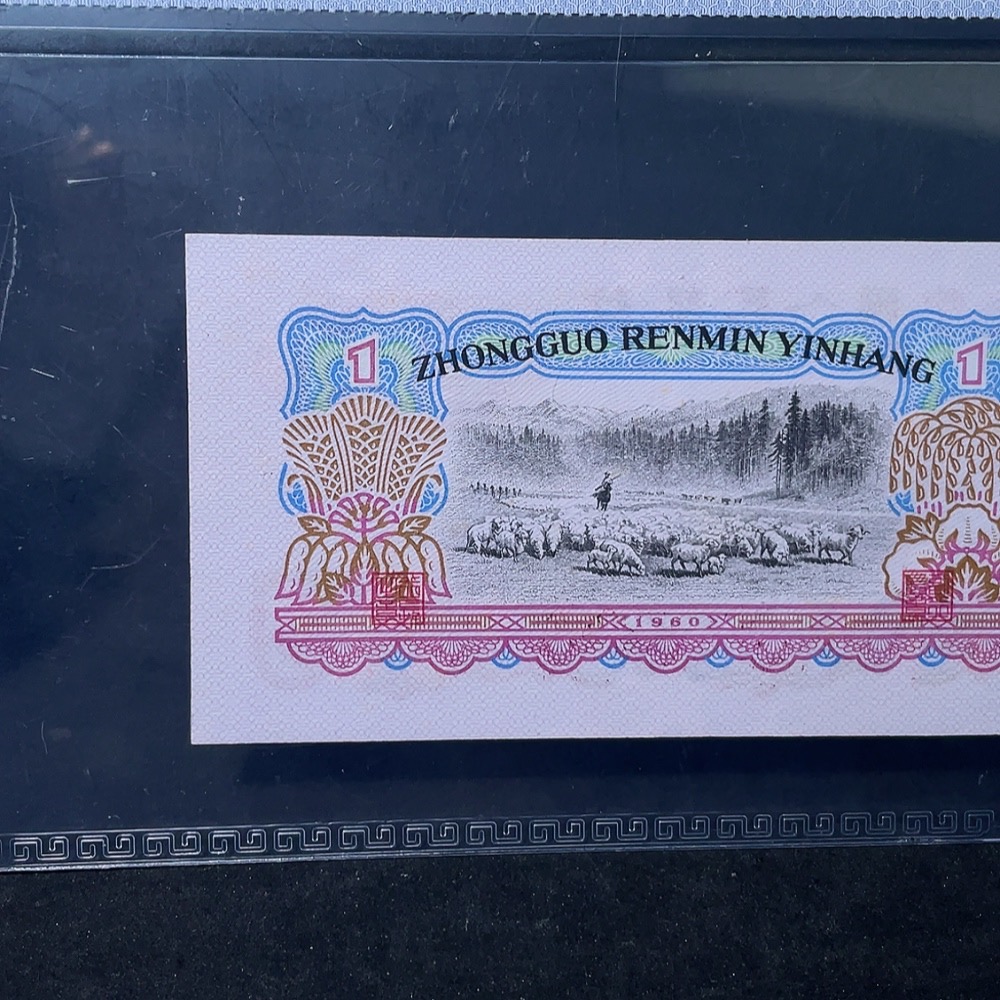 1 ZHONGGUO RENMIN YINHANG 1
1960